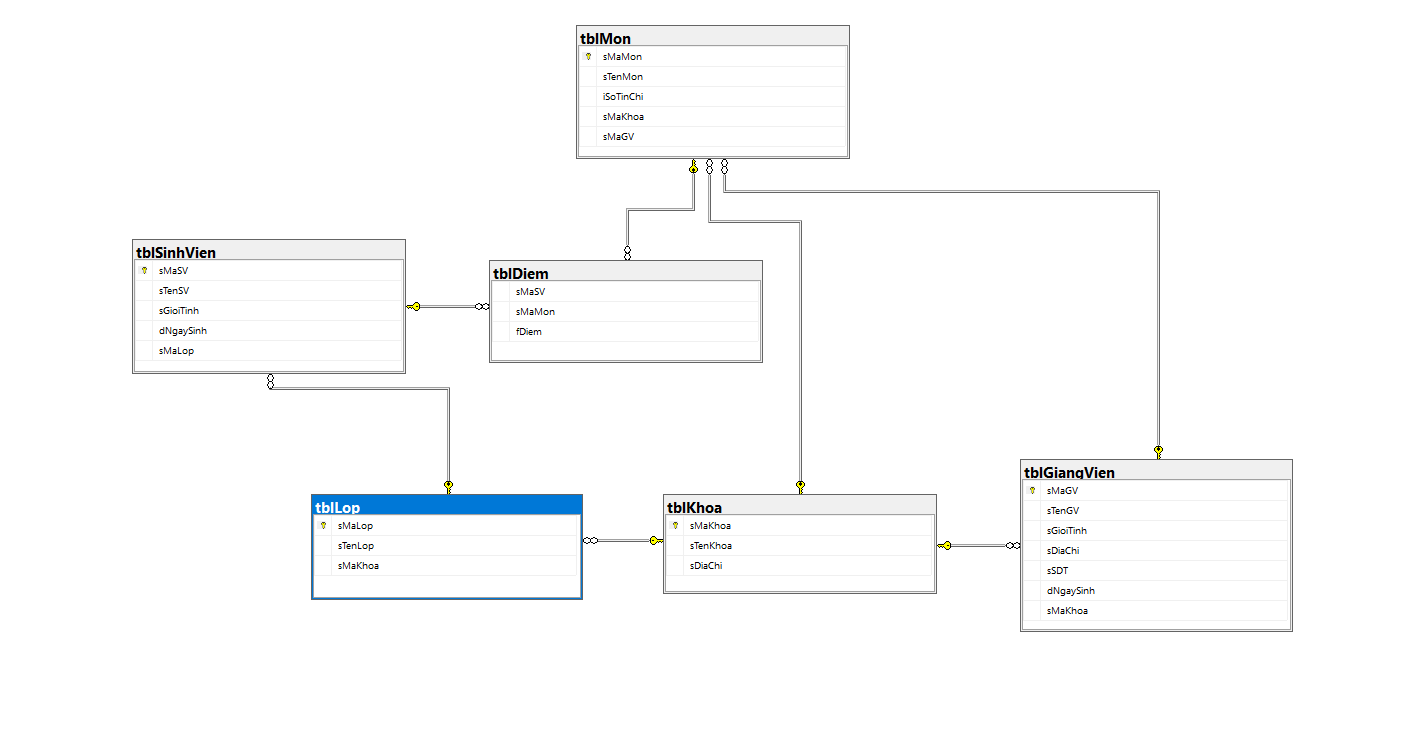 tblMon
sMaMon
sTenMon
iSoTinChi
sMaKhoa
sMaGV
tblSinhVien
sMaSV
sTenSV
sGioiTinh
dNgaySinh
sMaLop
tblDiem
sMaSV
sMaMon
fDiem
tblLop
sMaLop
sTenLop
sMaKhoa
tblKhoa
sMaKhoa
sTenKhoa
sDiaChi
tblGiangVien
sMaGV
sTenGV
sGioiTinh
sDiaChi
sSDT
dNgaySinh
sMaKhoa